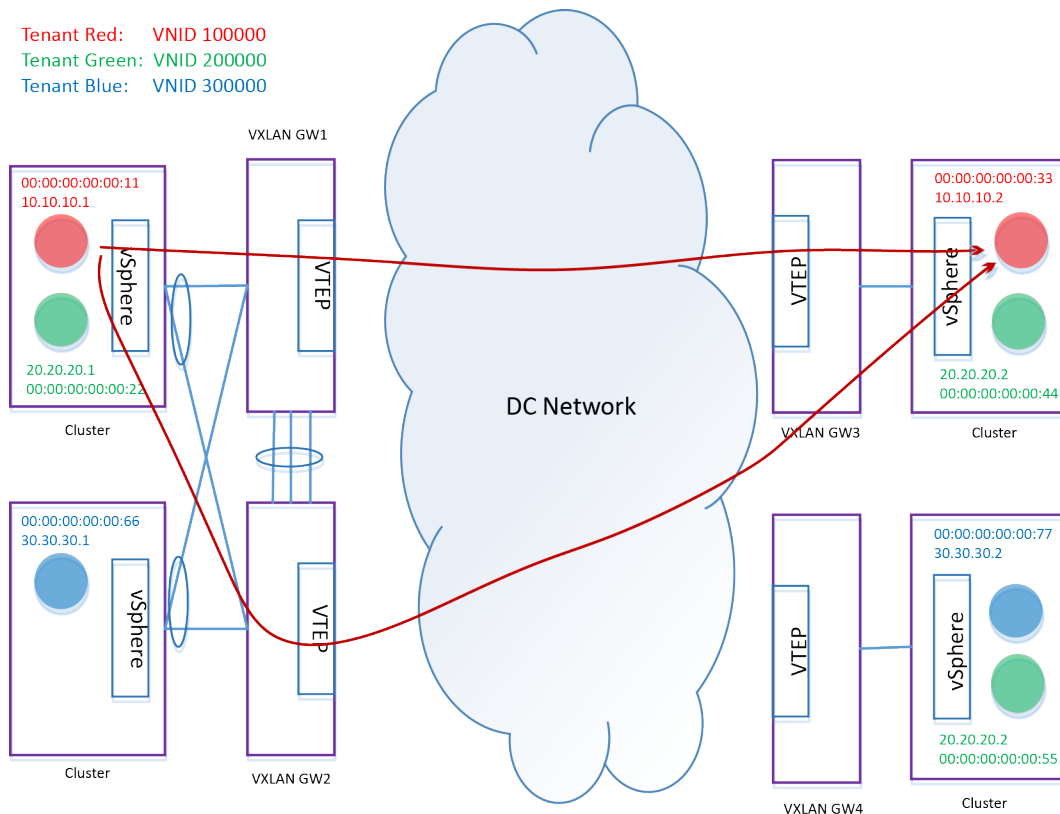 Tenant Red: VNID 100000
Tenant Green: VNID 200000
Tenant Blue: VNID 300000
VXLAN GW1
00:00:00:00:00:11
10.10.10.1
vSphere
20.20.20.1
00:00:00:00:00:22
Cluster
VTEP
DC Network
VTEP
VXLAN GW3
00:00:00:00:00:33
10.10.10.2
vSphere
20.20.20.2
00:00:00:00:00:44
Cluster
00:00:00:00:00:66
30.30.30.1
vSphere
Cluster
VTEP
VXLAN GW2
VTEP
VXLAN GW4
00:00:00:00:00:77
30.30.30.2
vSphere
20.20.20.2
00:00:00:00:00:55
Cluster